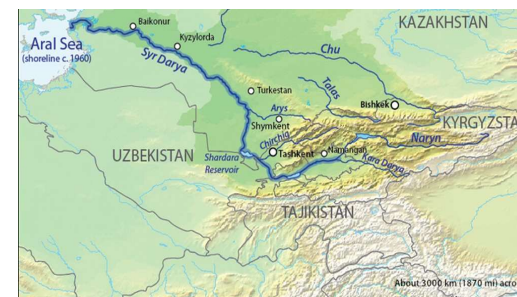 KAZAKHSTAN
Baikonur
Aral Sea
(shoreline c. 1960)
Kyzylorda
Syr Darya
Chu
Talas
Turkestan
Bishkek
Arys
Shymkent
KYRGYZSTA
Chirchig
Naryn
UZBEKISTAN
Shardara
Reservoir
Tashkent
Namangan
Kara Darya
TAJIKISTAN
About 3000 km (1870 mi) acro